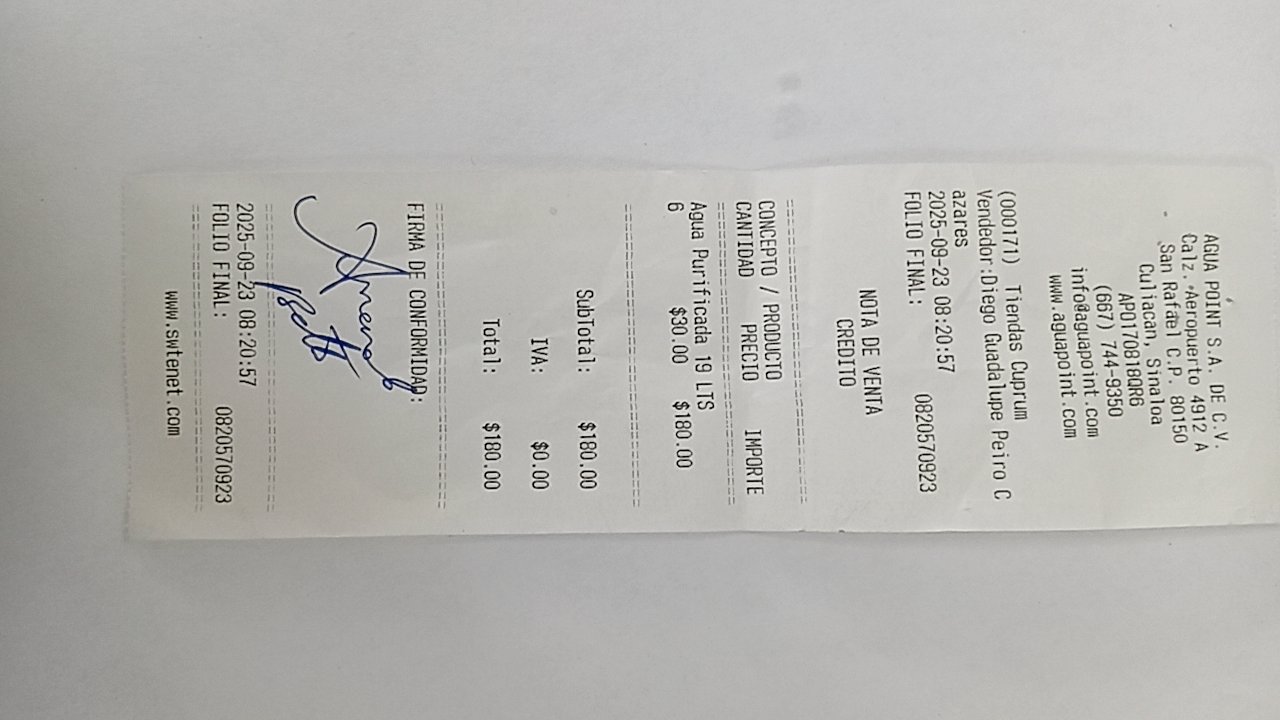 AGUA POINT S.A. DE C.V.
Calz. Aeropuerto 4912 A
San Rafael C.P. 80150
Culiacan, Sinaloa
APO170818QR6
(667) 744-9350
info@aguapoint.com
www.aguapoint.com
(000171) Tiendas Cuprum
Vendedor:Diego Guadalupe Peiro C
azares
2025-09-23 08:20:57
FOLIO FINAL: 0820570923
NOTA DE VENTA
CREDITO
CONCEPTO / PRODUCTO
CANTIDAD PRECIO IMPORTE
Agua Purificada 19 LTS
6 $30.00 $180.00
SubTotal: $180.00
IVA: $0.00
Total: $180.00
FIRMA DE CONFORMIDAD:
2025-09-23 08:20:57
FOLIO FINAL: 0820570923
www.swtenet.com